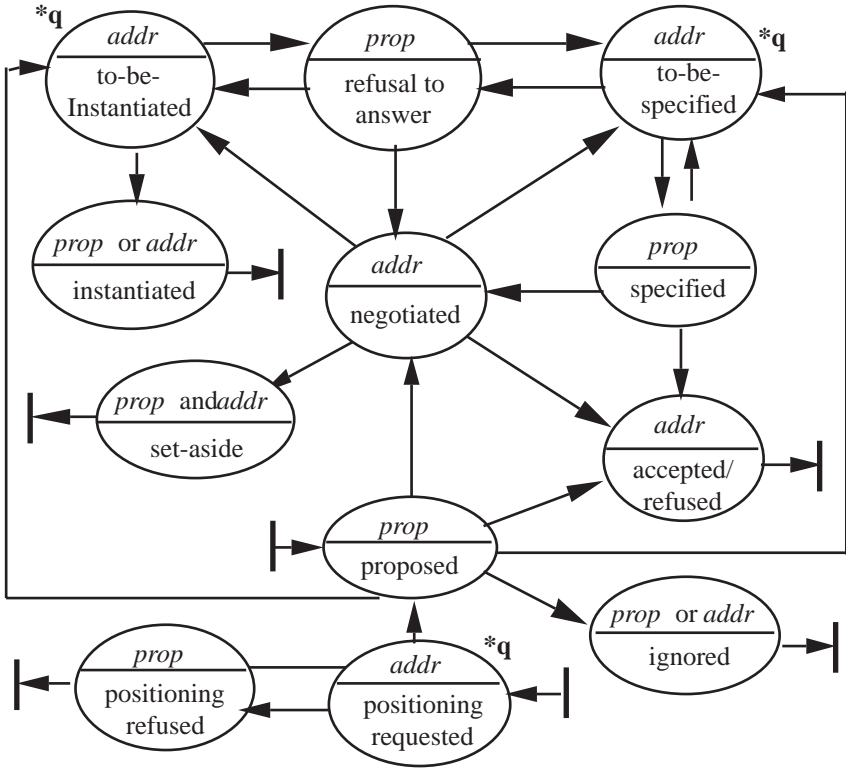 *q
addr
to-be-
Instantiated
prop
refusal to
answer
addr
to-be-
specified
*q
prop or addr
instantiated
addr
negotiated
prop
specified
prop andaddr
set-aside
addr
accepted/
refused
prop
proposed
prop or addr
ignored
prop
positioning
refused
addr
positioning
requested
*q